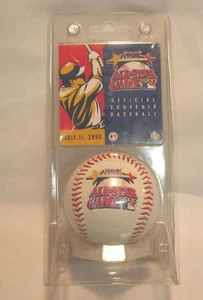 ALL-STAR
GAME
OFFICIAL
SOUVENIR
BASEBALL
JULY 11, 2000
ALL-STAR
GAME